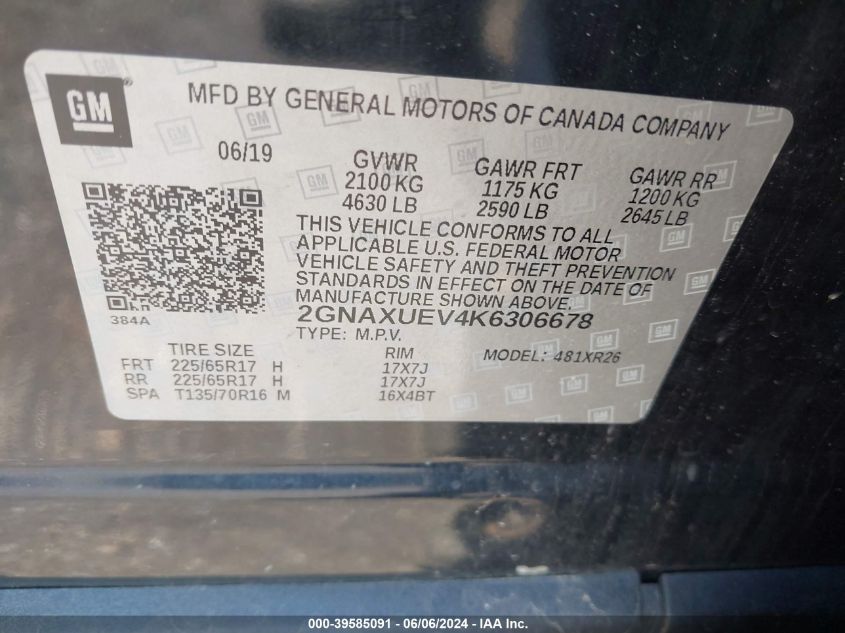 GM
MFD BY GENERAL MOTORS OF CANADA COMPANY
06/19
GVWR
2100 KG
4630 LB
GAWR FRT
1175 KG
2590 LB
GAWR RR
1200 KG
2645 LB
THIS VEHICLE CONFORMS TO ALL
APPLICABLE U.S. FEDERAL MOTOR
VEHICLE SAFETY AND THEFT PREVENTION
STANDARDS IN EFFECT ON THE DATE OF
MANUFACTURE SHOWN ABOVE.
384A
2GNAXUEV4K6306678
TYPE: M.P.V.
MODEL: 481XR26
TIRE SIZE
RIM
FRT 225/65R17 H 17X7J
RR 225/65R17 H 17X7J
SPA T135/70R16 M 16X4BT
000-39585091 - 06/06/2024 - IAA Inc.